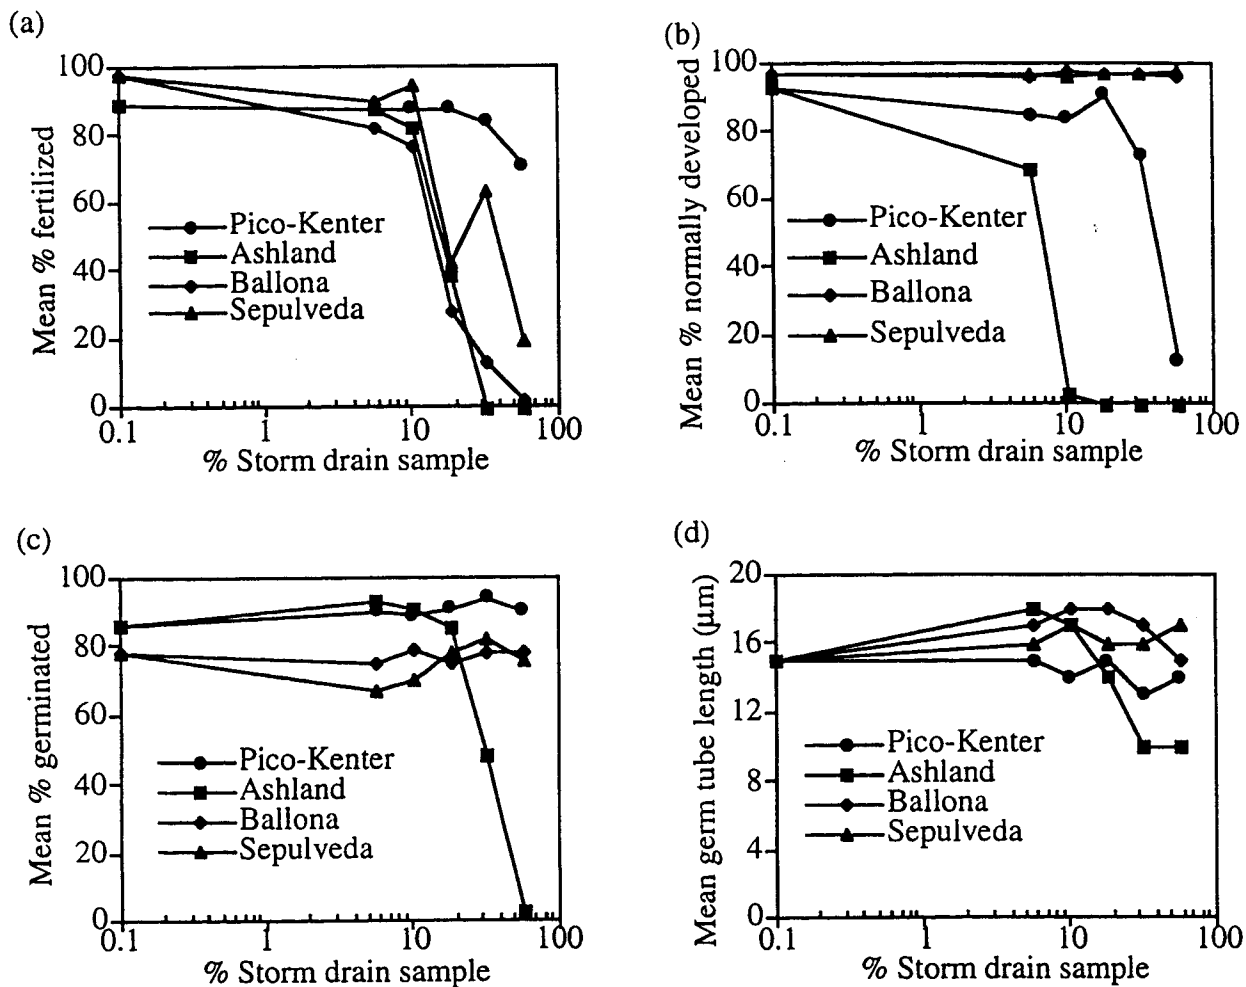 (a)
100
80
60
40
20
0
Mean % fertilized
Pico-Kenter
Ashland
Ballona
Sepulveda
0.1 1 10 100
% Storm drain sample
(b)
100
80
60
40
20
0
Mean % normally developed
Pico-Kenter
Ashland
Ballona
Sepulveda
0.1 1 10 100
% Storm drain sample
(c)
100
80
60
40
20
0
Mean % germinated
Pico-Kenter
Ashland
Ballona
Sepulveda
0.1 1 10 100
% Storm drain sample
(d)
20
16
12
8
4
0
Mean germ tube length (μm)
Pico-Kenter
Ashland
Ballona
Sepulveda
0.1 1 10 100
% Storm drain sample